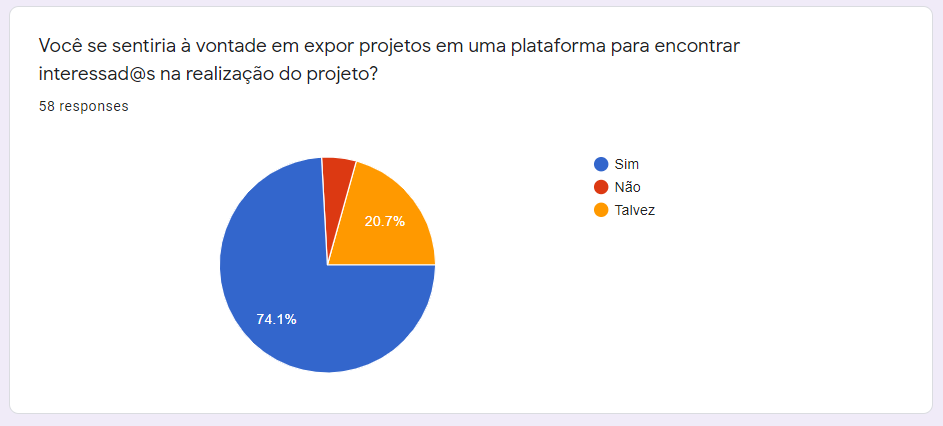 Você se sentiria à vontade em expor projetos em uma plataforma para encontrar
interessad@s na realização do projeto?
58 responses
Sim
Não
Talvez
20.7%
74.1%